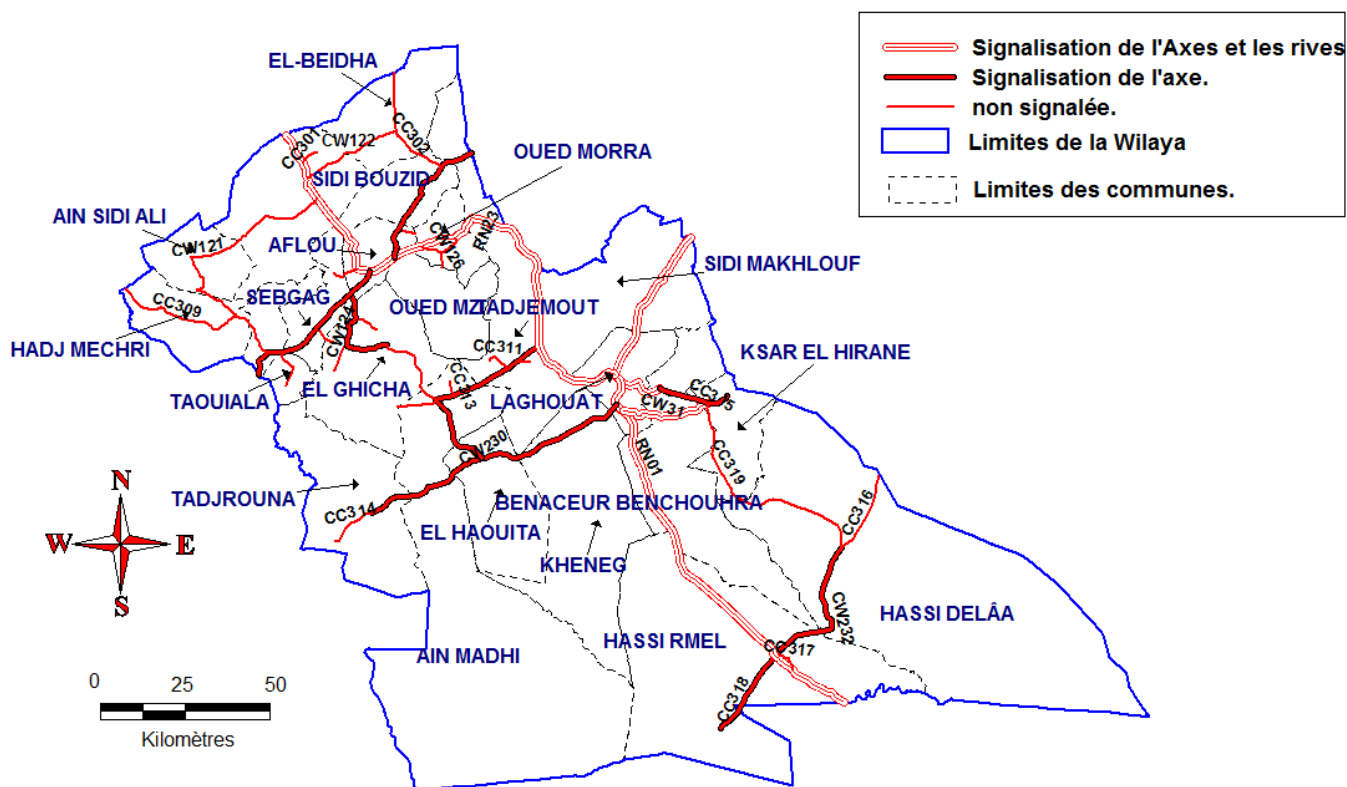 Signalisation de l'Axes et les rives
Signalisation de l'axe.
non signalée.
Limites de la Wilaya
Limites des communes.
EL-BEIDHA
CC301
CW122
CC302
OUED MORRA
SIDI BOUZID
AIN SIDI ALI
CW121
AFLOU
CW126
RN23
SIDI MAKHLOUF
CC309
SEBGAG
CW124
OUED MZI
TADJEMOUT
CC311
HADJ MECHRI
KSAR EL HIRANE
TAOUIALA
EL GHICHA
CC313
LAGHOUAT
CW31
CC315
CW230
RN01
CC319
TADJROUNA
CC314
BENACEUR BENCHOUHRA
CC316
EL HAOUITA
KHENEG
N
W
E
S
HASSI DELÂA
CW232
HASSI RMEL
CC317
AIN MADHI
CC318
0 25 50
Kilomètres